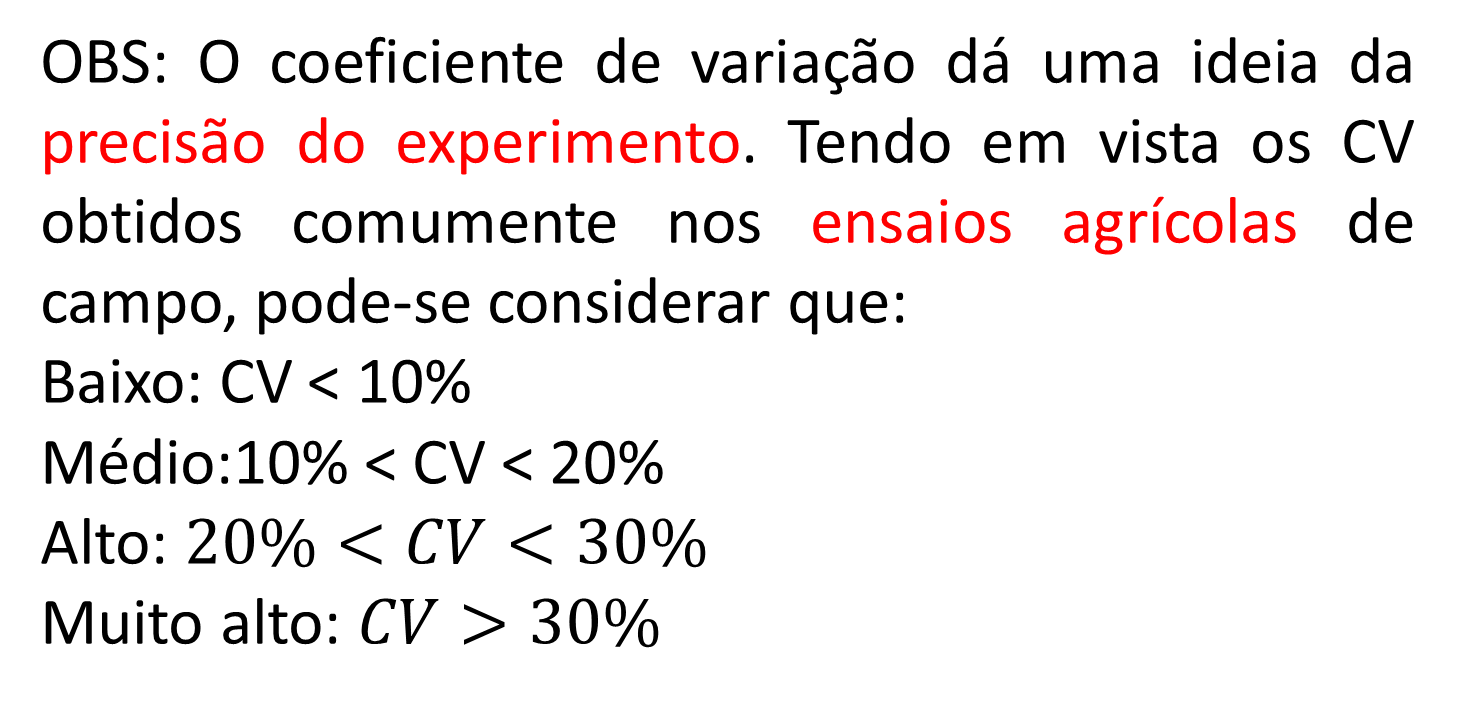 OBS: O coeficiente de variação dá uma ideia da
precisão do experimento. Tendo em vista os CV
obtidos comumente nos ensaios agrícolas de
campo, pode-se considerar que:
Baixo: CV < 10%
Médio:10% < CV < 20%
Alto: 20% < CV < 30%
Muito alto: CV > 30%